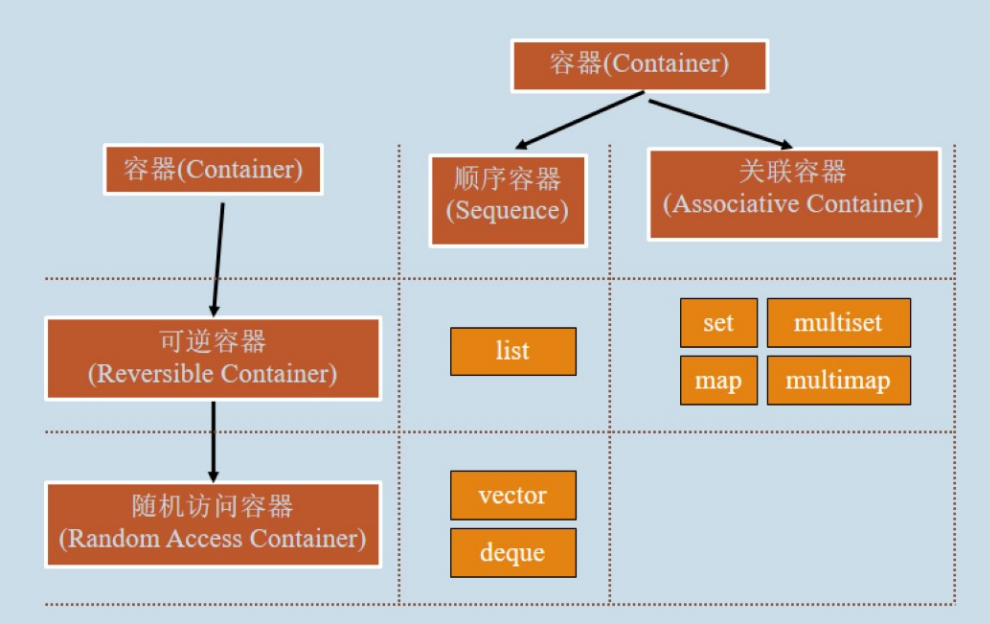 容器(Container)
容器(Container)
顺序容器
(Sequence)
关联容器
(Associative Container)
可逆容器
(Reversible Container)
list
set
multiset
map
multimap
随机访问容器
(Random Access Container)
vector
deque